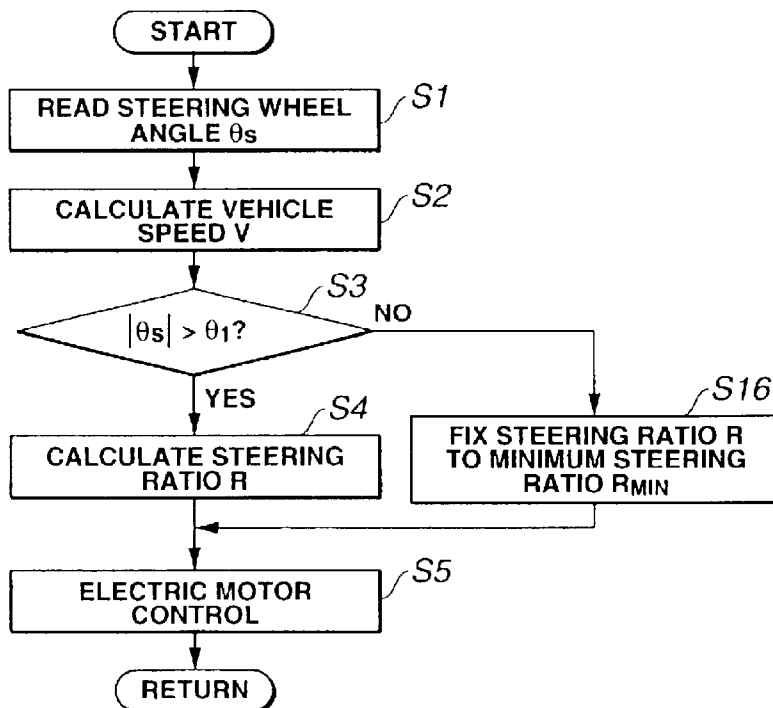 START
READ STEERING WHEEL
ANGLE θs
S1
CALCULATE VEHICLE
SPEED V
S2
|θs| > θ1?
S3
NO
YES
CALCULATE STEERING
RATIO R
S4
FIX STEERING RATIO R
TO MINIMUM STEERING
RATIO RMIN
S16
ELECTRIC MOTOR
CONTROL
S5
RETURN